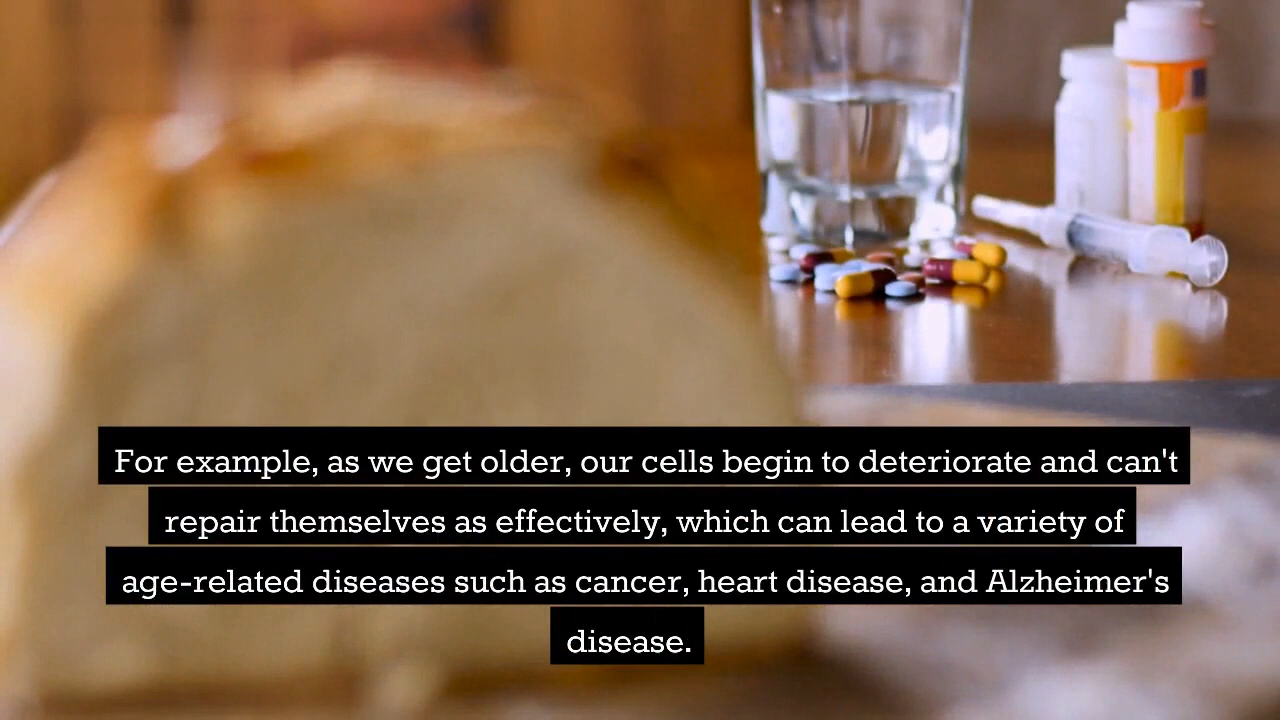 For example, as we get older, our cells begin to deteriorate and can't
repair themselves as effectively, which can lead to a variety of
age-related diseases such as cancer, heart disease, and Alzheimer's
disease.